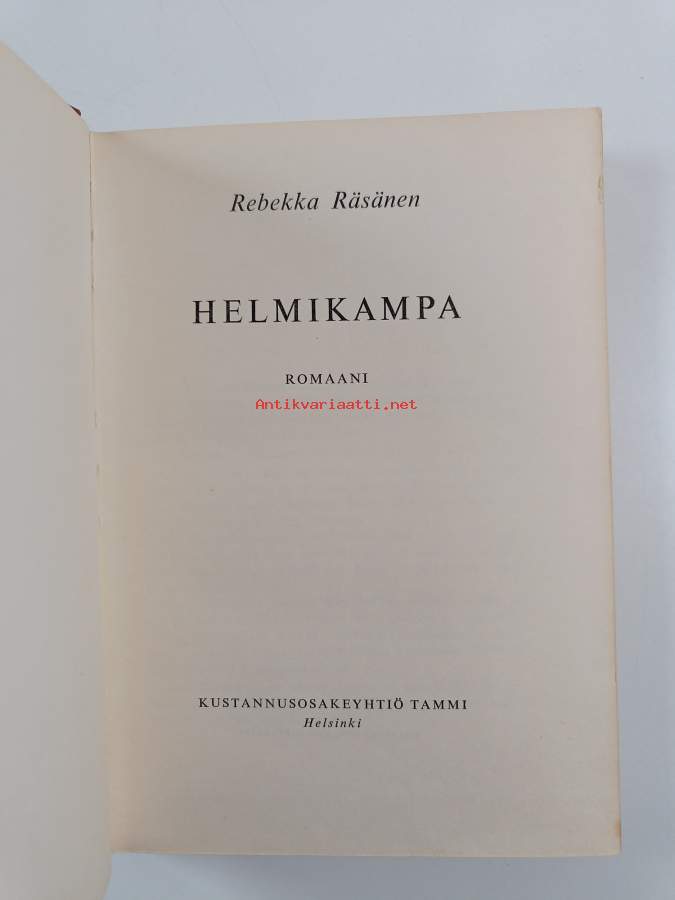 Rebekka Räsänen
HELMIKAMPA
ROMAANI
Antikvariaatti.net
KUSTANNUSOSAKEYHTIÖ TAMMI
Helsinki